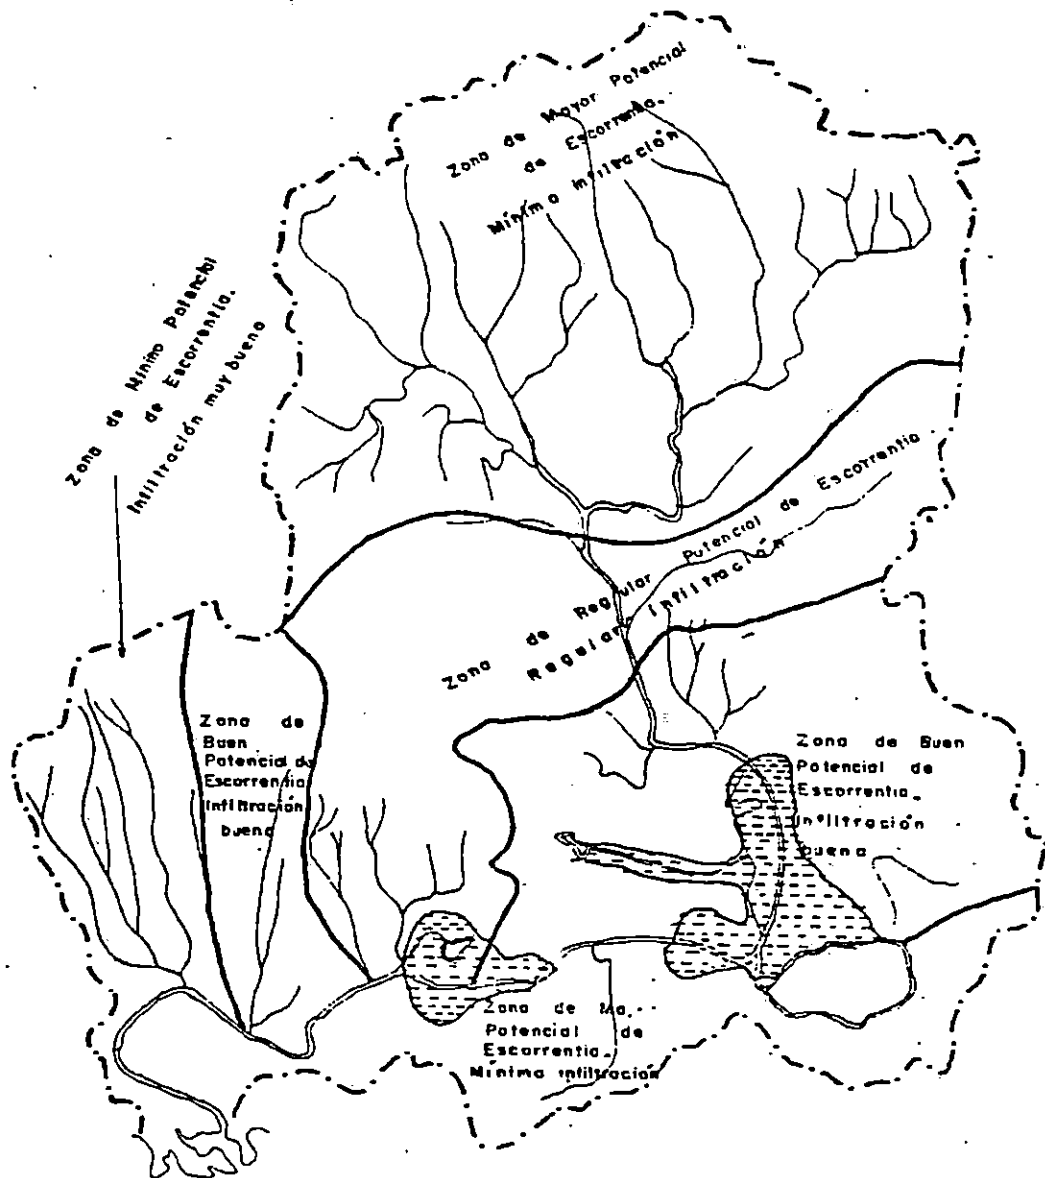 Zona de Mayor Potencial
de Escorrentia.
Mínima Infiltración
Zona de Minimo Potencial
de Escorrentia.
Infiltración muy buena
Zona de Regular Potencial de Escorrentia
Regular Infiltración
Zona de
Buen
Potencial de
Escorrentia
Infiltración
buena
Zona de Buen
Potencial de
Escorrentia.
Infiltración
buena
Zona de
Potencial de
Escorrentia.
Mínima infiltración